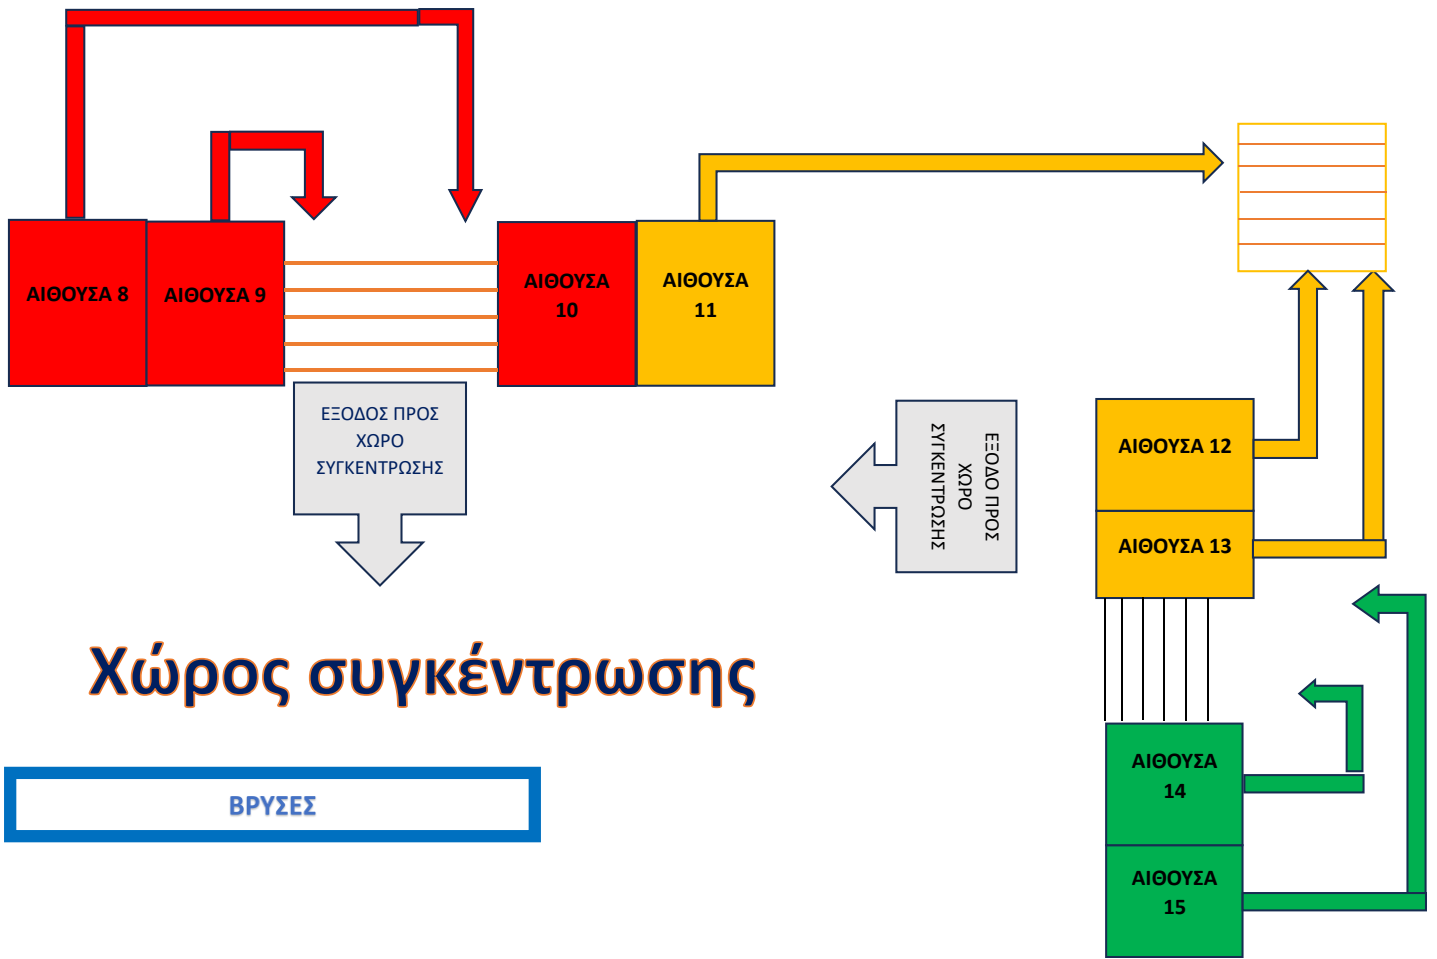 ΑΙΘΟΥΣΑ 8
ΑΙΘΟΥΣΑ 9
ΑΙΘΟΥΣΑ
10
ΑΙΘΟΥΣΑ
11
ΕΞΟΔΟΣ ΠΡΟΣ
ΧΩΡΟ
ΣΥΓΚΕΝΤΡΩΣΗΣ
ΕΞΟΔΟ ΠΡΟΣ
ΧΩΡΟ
ΣΥΓΚΕΝΤΡΩΣΗΣ
ΑΙΘΟΥΣΑ 12
ΑΙΘΟΥΣΑ 13
Χώρος συγκέντρωσης
ΒΡΥΣΕΣ
ΑΙΘΟΥΣΑ
14
ΑΙΘΟΥΣΑ
15